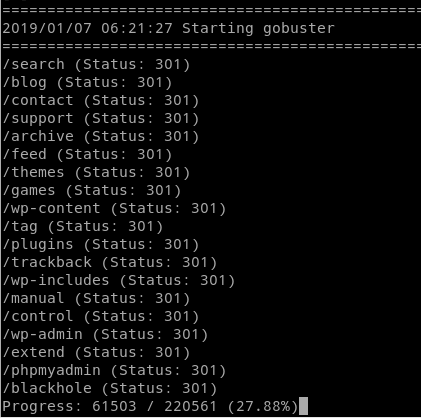 ===============================================
2019/01/07 06:21:27 Starting gobuster
===============================================
/search (Status: 301)
/blog (Status: 301)
/contact (Status: 301)
/support (Status: 301)
/archive (Status: 301)
/feed (Status: 301)
/themes (Status: 301)
/games (Status: 301)
/wp-content (Status: 301)
/tag (Status: 301)
/plugins (Status: 301)
/trackback (Status: 301)
/wp-includes (Status: 301)
/manual (Status: 301)
/control (Status: 301)
/wp-admin (Status: 301)
/extend (Status: 301)
/phpmyadmin (Status: 301)
/blackhole (Status: 301)
Progress: 61503 / 220561 (27.88%)